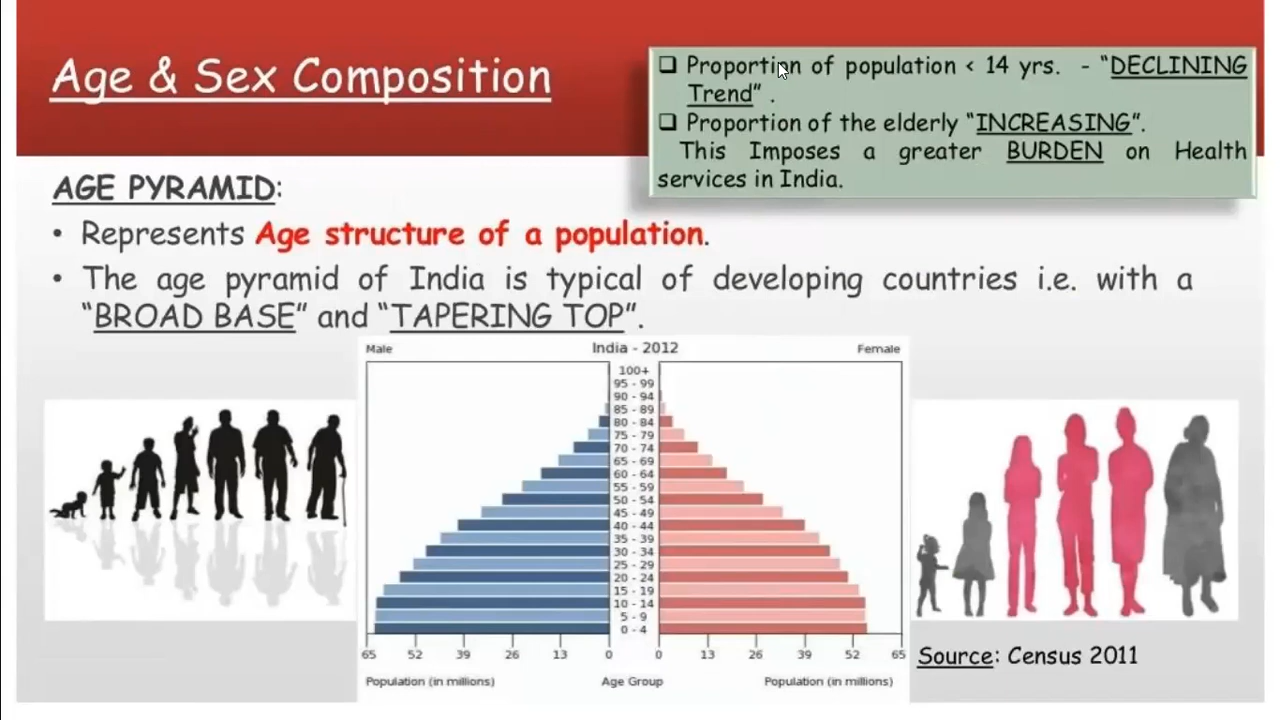 Age & Sex Composition
❑ Proportion of population < 14 yrs. - “DECLINING
Trend” .
❑ Proportion of the elderly “INCREASING”.
This Imposes a greater BURDEN on Health
services in India.
AGE PYRAMID:
• Represents Age structure of a population.
• The age pyramid of India is typical of developing countries i.e. with a
“BROAD BASE” and “TAPERING TOP”.
Male India - 2012 Female
100+
95 - 99
90 - 94
85 - 89
80 - 84
75 - 79
70 - 74
65 - 69
60 - 64
55 - 59
50 - 54
45 - 49
40 - 44
35 - 39
30 - 34
25 - 29
20 - 24
15 - 19
10 - 14
5 - 9
0 - 4
65 52 39 26 13 0 0 13 26 39 52 65
Population (in millions) Age Group Population (in millions)
Source: Census 2011